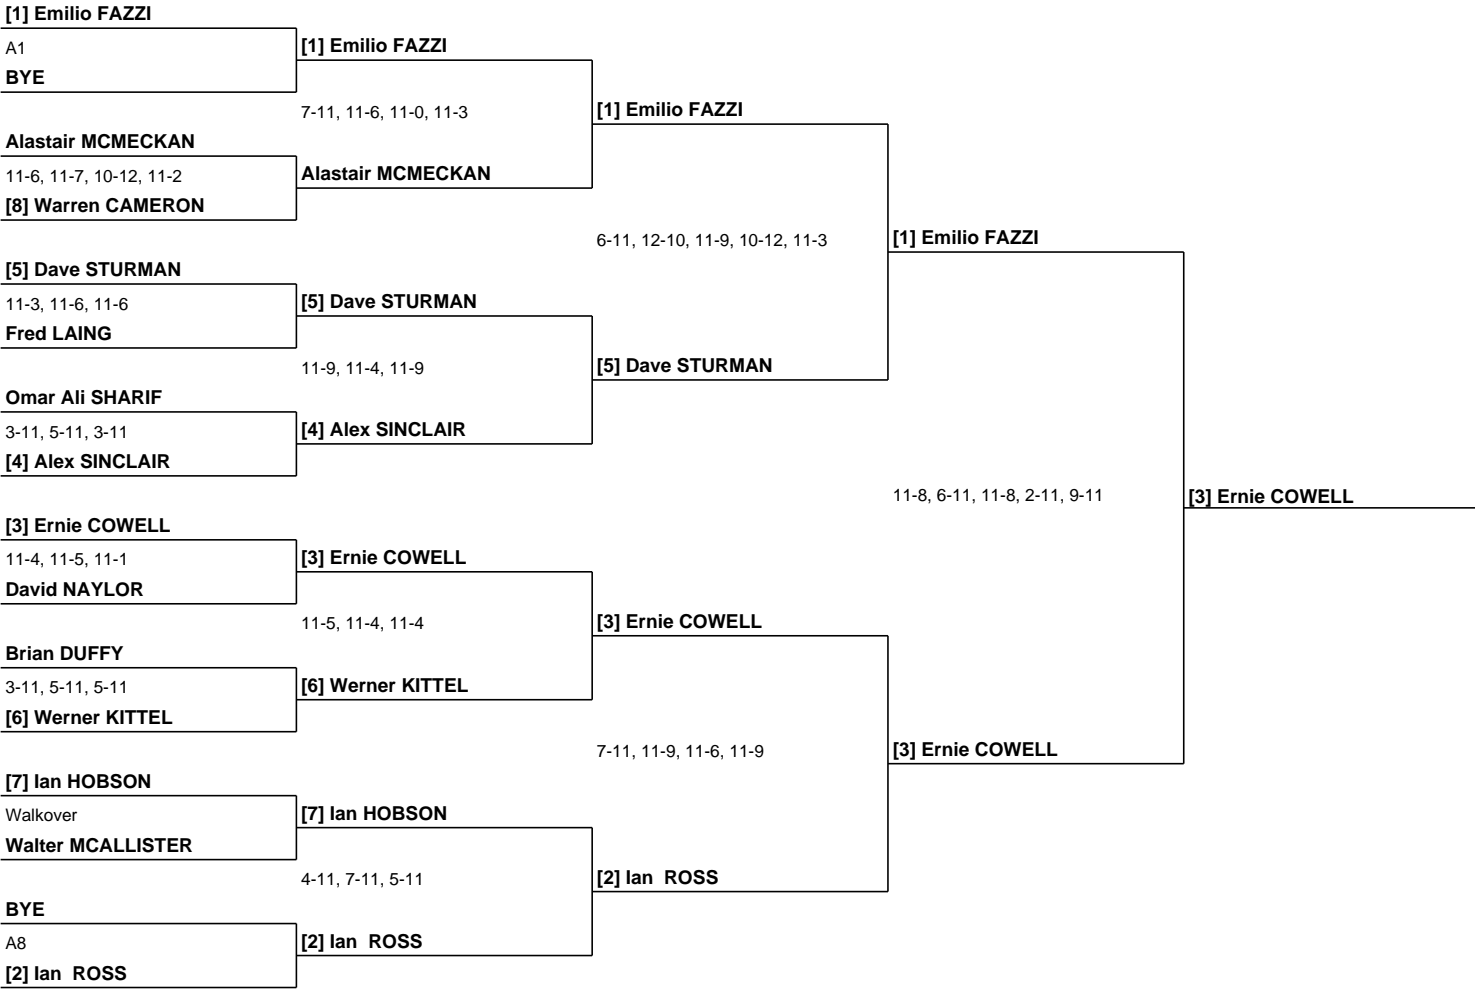 [1] Emilio FAZZI
A1
BYE
[1] Emilio FAZZI
7-11, 11-6, 11-0, 11-3
[1] Emilio FAZZI
Alastair MCMECKAN
11-6, 11-7, 10-12, 11-2
[8] Warren CAMERON
Alastair MCMECKAN
6-11, 12-10, 11-9, 10-12, 11-3
[1] Emilio FAZZI
[5] Dave STURMAN
11-3, 11-6, 11-6
Fred LAING
[5] Dave STURMAN
11-9, 11-4, 11-9
[5] Dave STURMAN
Omar Ali SHARIF
3-11, 5-11, 3-11
[4] Alex SINCLAIR
[4] Alex SINCLAIR
11-8, 6-11, 11-8, 2-11, 9-11
[3] Ernie COWELL
[3] Ernie COWELL
11-4, 11-5, 11-1
David NAYLOR
[3] Ernie COWELL
11-5, 11-4, 11-4
[3] Ernie COWELL
Brian DUFFY
3-11, 5-11, 5-11
[6] Werner KITTEL
[6] Werner KITTEL
7-11, 11-9, 11-6, 11-9
[3] Ernie COWELL
[7] Ian HOBSON
Walkover
Walter MCALLISTER
[7] Ian HOBSON
4-11, 7-11, 5-11
[2] Ian  ROSS
BYE
A8
[2] Ian  ROSS
[2] Ian  ROSS